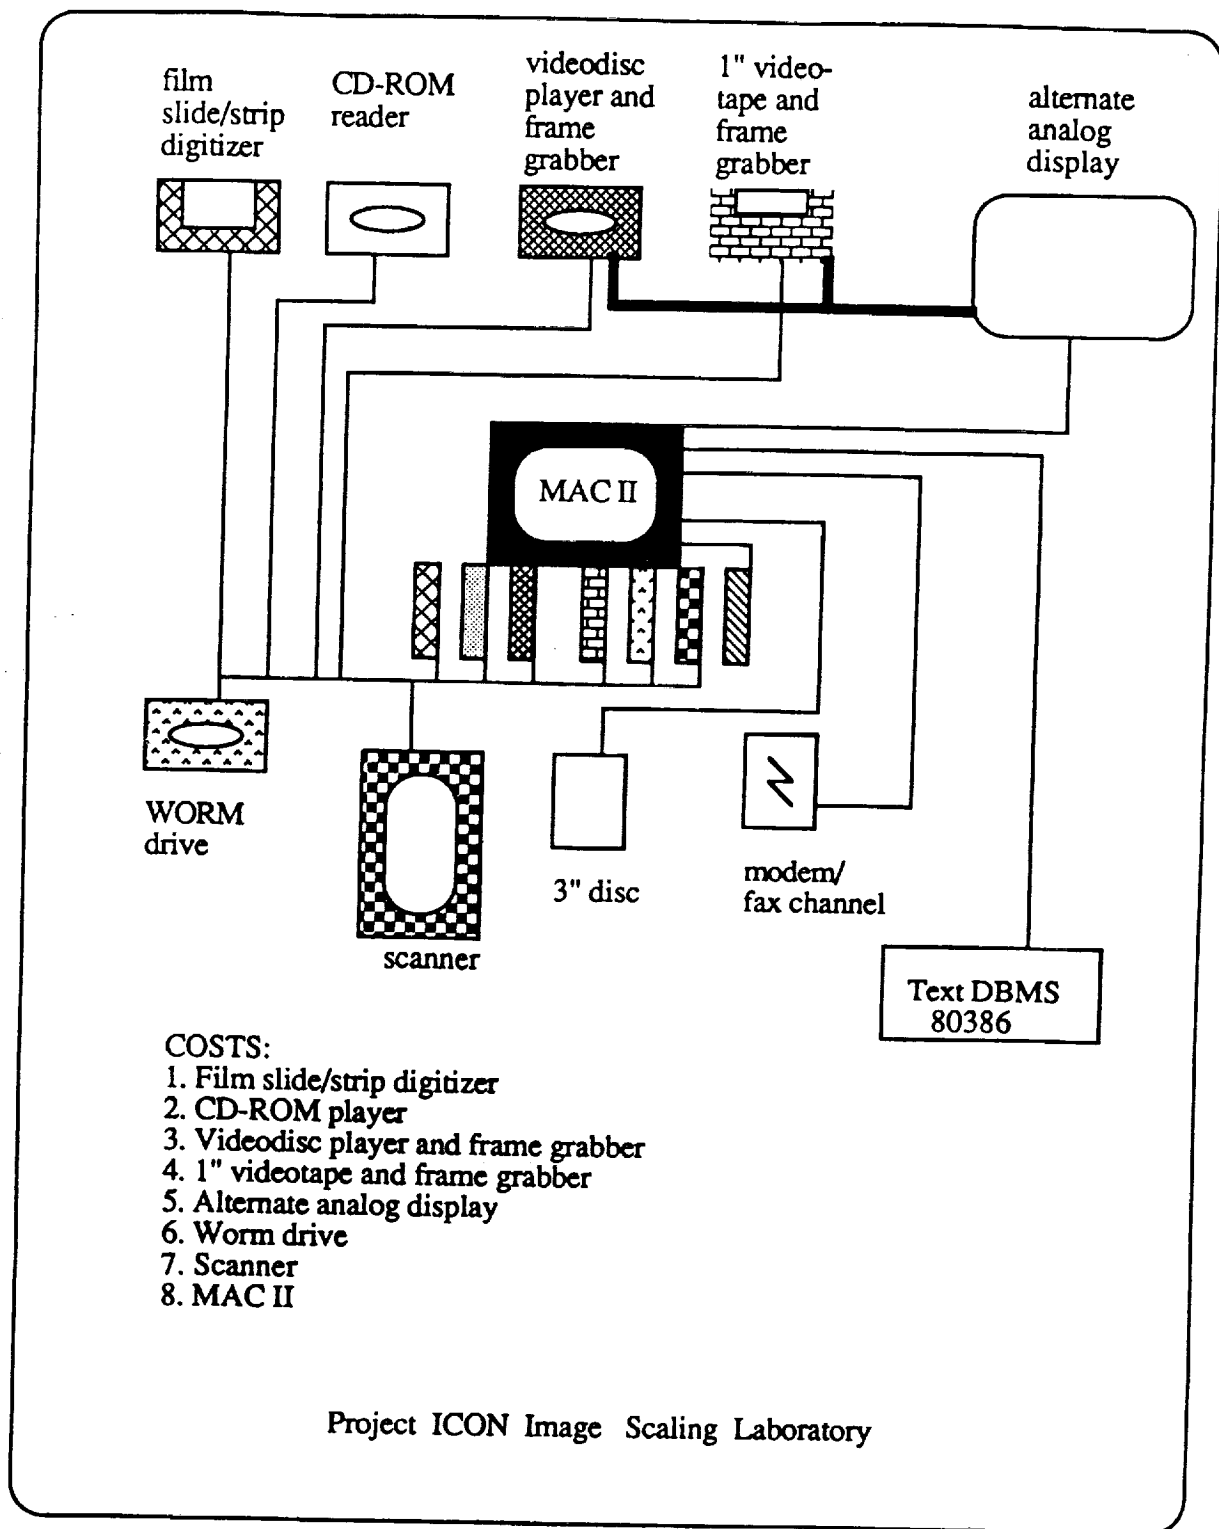 film
slide/strip
digitizer
CD-ROM
reader
videodisc
player and
frame
grabber
1" video-
tape and
frame
grabber
alternate
analog
display
MAC II
WORM
drive
scanner
3" disc
modem/
fax channel
Text DBMS
80386
COSTS:
1. Film slide/strip digitizer
2. CD-ROM player
3. Videodisc player and frame grabber
4. 1" videotape and frame grabber
5. Alternate analog display
6. Worm drive
7. Scanner
8. MAC II
Project ICON Image Scaling Laboratory